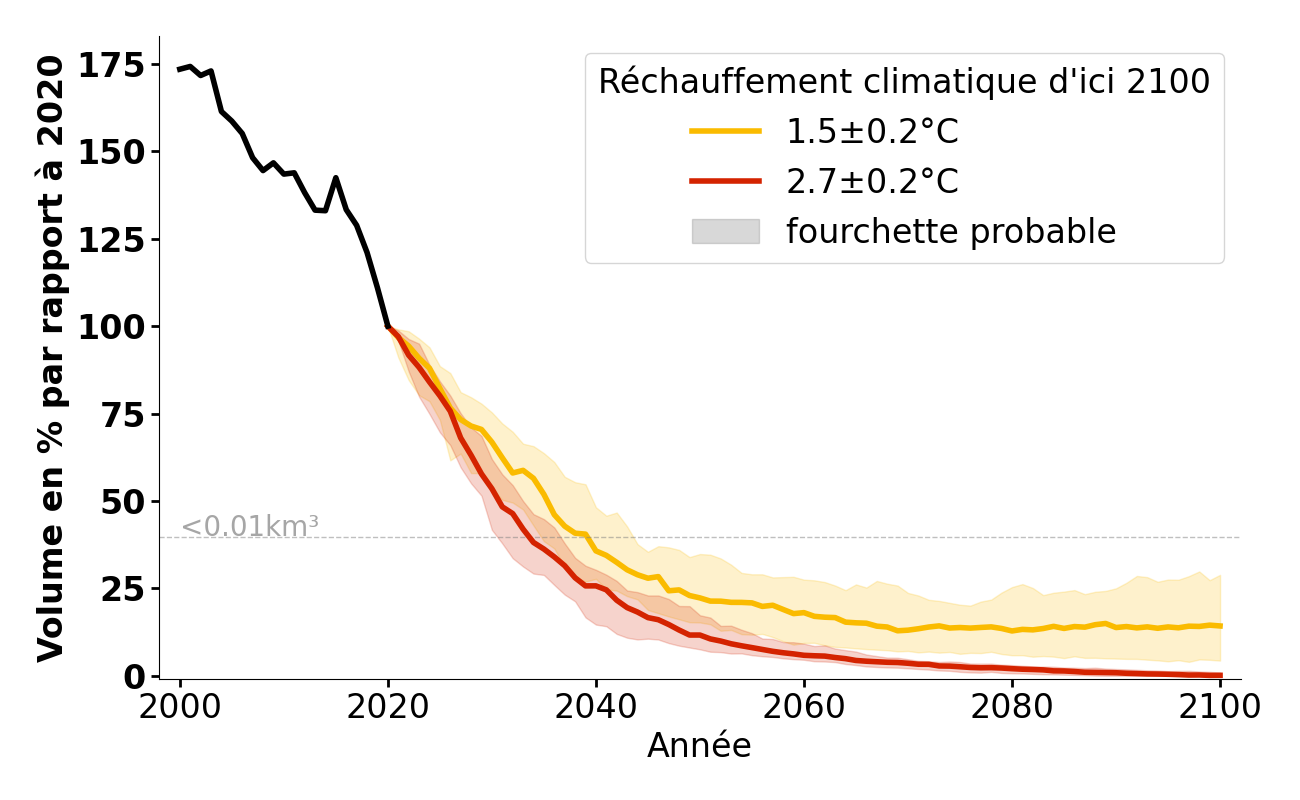 Volume en % par rapport à 2020
175
150
125
100
75
50
25
0
Réchauffement climatique d'ici 2100
1.5±0.2°C
2.7±0.2°C
fourchette probable
<0.01km³
2000 2020 2040 2060 2080 2100
Année